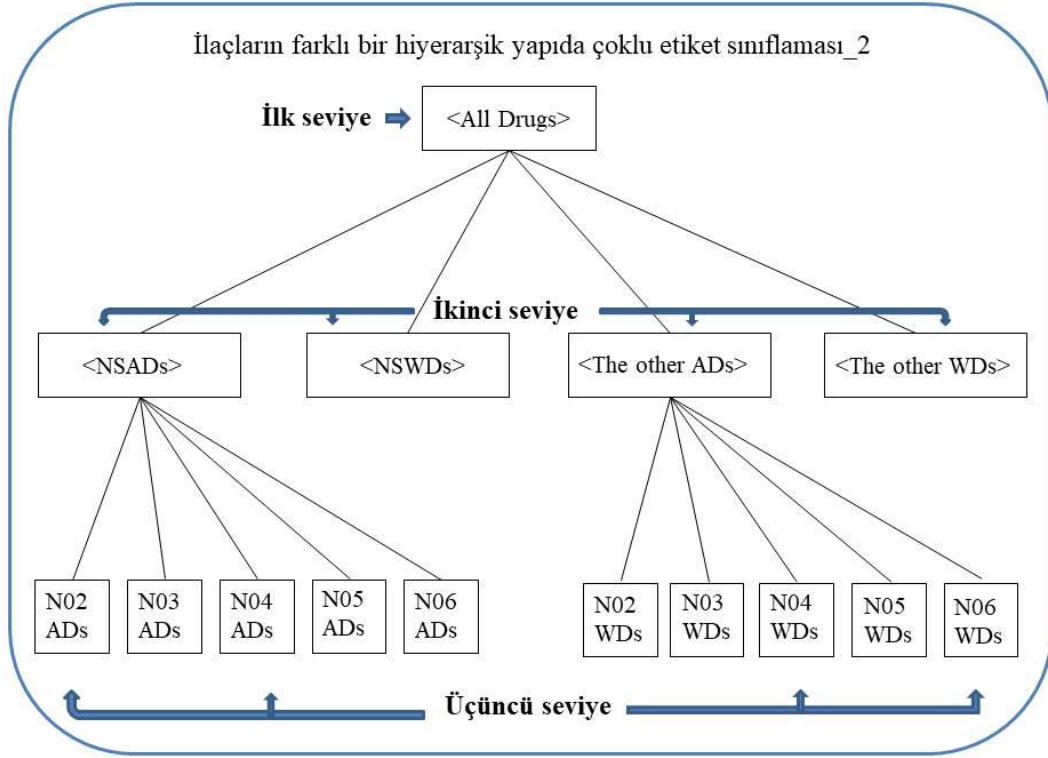 İlaçların farklı bir hiyerarşik yapıda çoklu etiket sınıflaması_2
İlk seviye
<All Drugs>
İkinci seviye
<NSADs>
<NSWDs>
<The other ADs>
<The other WDs>
N02
ADs
N03
ADs
N04
ADs
N05
ADs
N06
ADs
N02
WDs
N03
WDs
N04
WDs
N05
WDs
N06
WDs
Üçüncü seviye